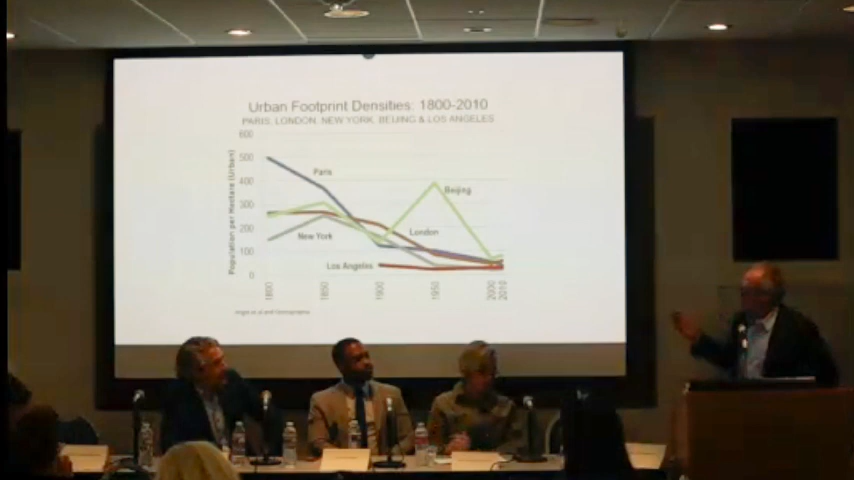 Urban Footprint Densities: 1800-2010
PARIS, LONDON, NEW YORK, BEIJING & LOS ANGELES
Population per Hectare (Urban)
600
500
400
300
200
100
0
Paris
Beijing
New York
London
Los Angeles
1800
1850
1900
1950
2000
2010